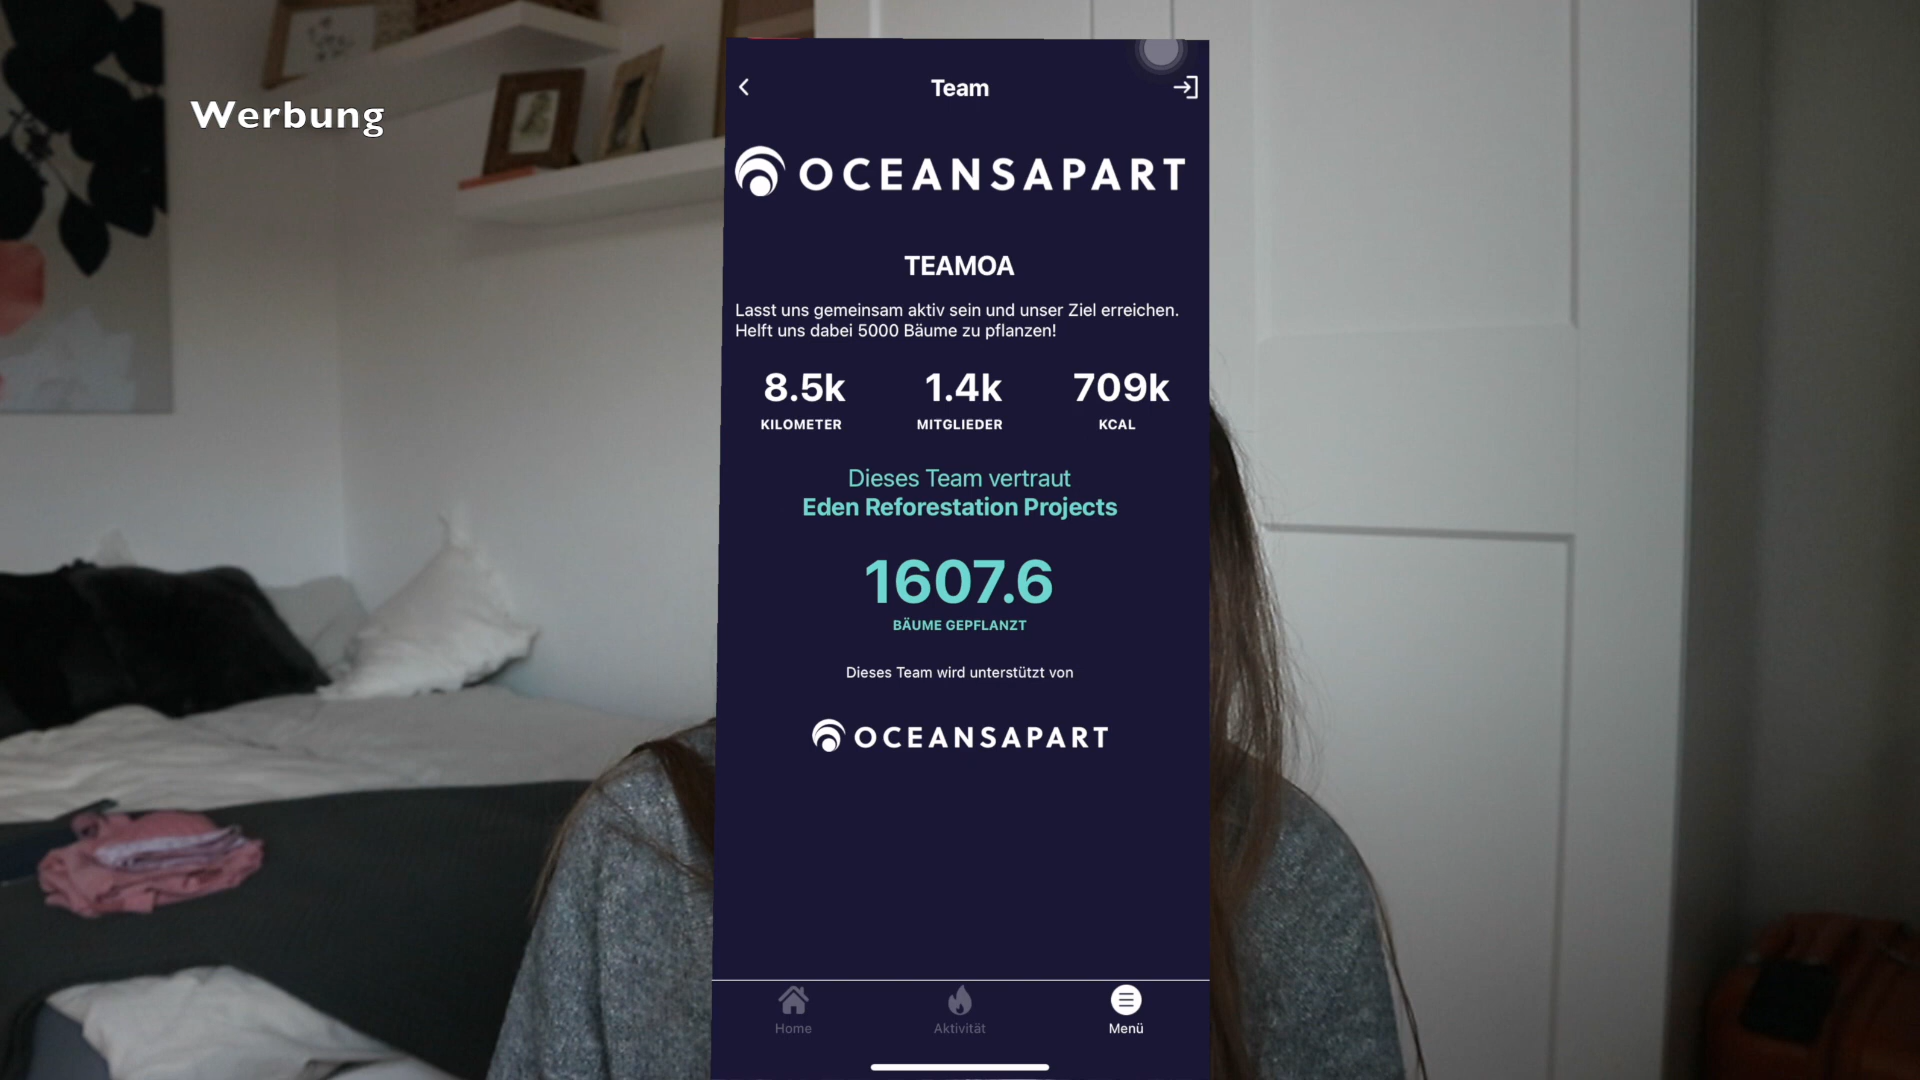 Werbung
Team
OCEANSAPART
TEAMOA
Lasst uns gemeinsam aktiv sein und unser Ziel erreichen.
Helft uns dabei 5000 Bäume zu pflanzen!
8.5k 1.4k 709k
KILOMETER MITGLIEDER KCAL
Dieses Team vertraut
Eden Reforestation Projects
1607.6
BÄUME GEPFLANZT
Dieses Team wird unterstützt von
OCEANSAPART
Home Aktivität Menü